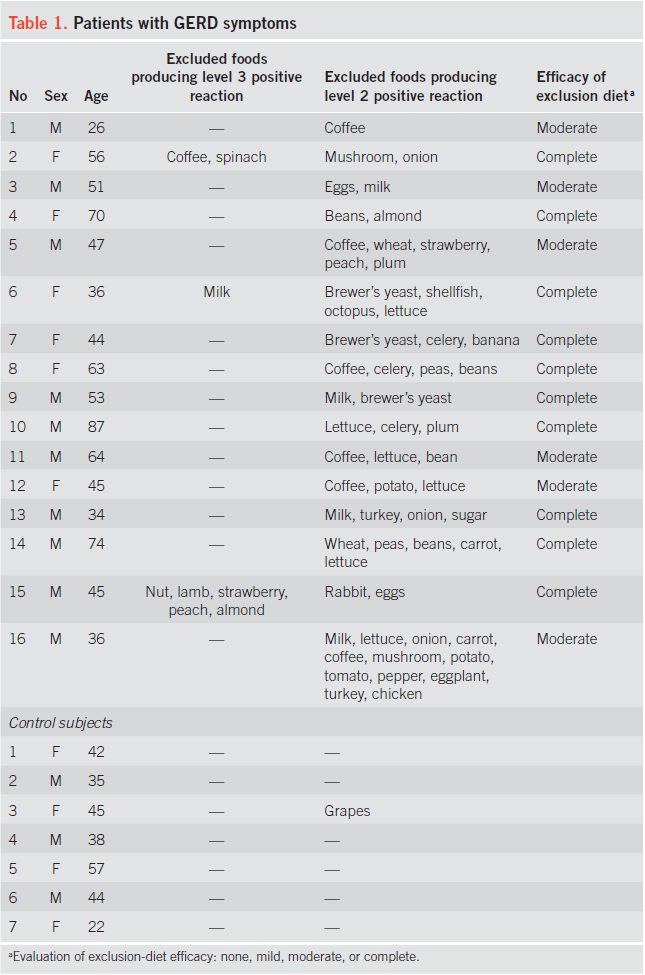 Table 1. Patients with GERD symptoms
No Sex Age Excluded foods producing level 3 positive reaction Excluded foods producing level 2 positive reaction Efficacy of exclusion dietᵃ
1 M 26 — Coffee Moderate
2 F 56 Coffee, spinach Mushroom, onion Complete
3 M 51 — Eggs, milk Moderate
4 F 70 — Beans, almond Complete
5 M 47 — Coffee, wheat, strawberry, Moderate
peach, plum
6 F 36 Milk Brewer’s yeast, shellfish, Complete
octopus, lettuce
7 F 44 — Brewer’s yeast, celery, banana Complete
8 F 63 — Coffee, celery, peas, beans Complete
9 M 53 — Milk, brewer’s yeast Complete
10 M 87 — Lettuce, celery, plum Complete
11 M 64 — Coffee, lettuce, bean Moderate
12 F 45 — Coffee, potato, lettuce Moderate
13 M 34 — Milk, turkey, onion, sugar Complete
14 M 74 — Wheat, peas, beans, carrot, Complete
lettuce
15 M 45 Nut, lamb, strawberry, Rabbit, eggs Complete
peach, almond
16 M 36 — Milk, lettuce, onion, carrot, Moderate
coffee, mushroom, potato,
tomato, pepper, eggplant,
turkey, chicken
Control subjects
1 F 42 — —
2 M 35 — —
3 F 45 — Grapes
4 M 38 — —
5 F 57 — —
6 M 44 — —
7 F 22 — —
ᵃEvaluation of exclusion-diet efficacy: none, mild, moderate, or complete.